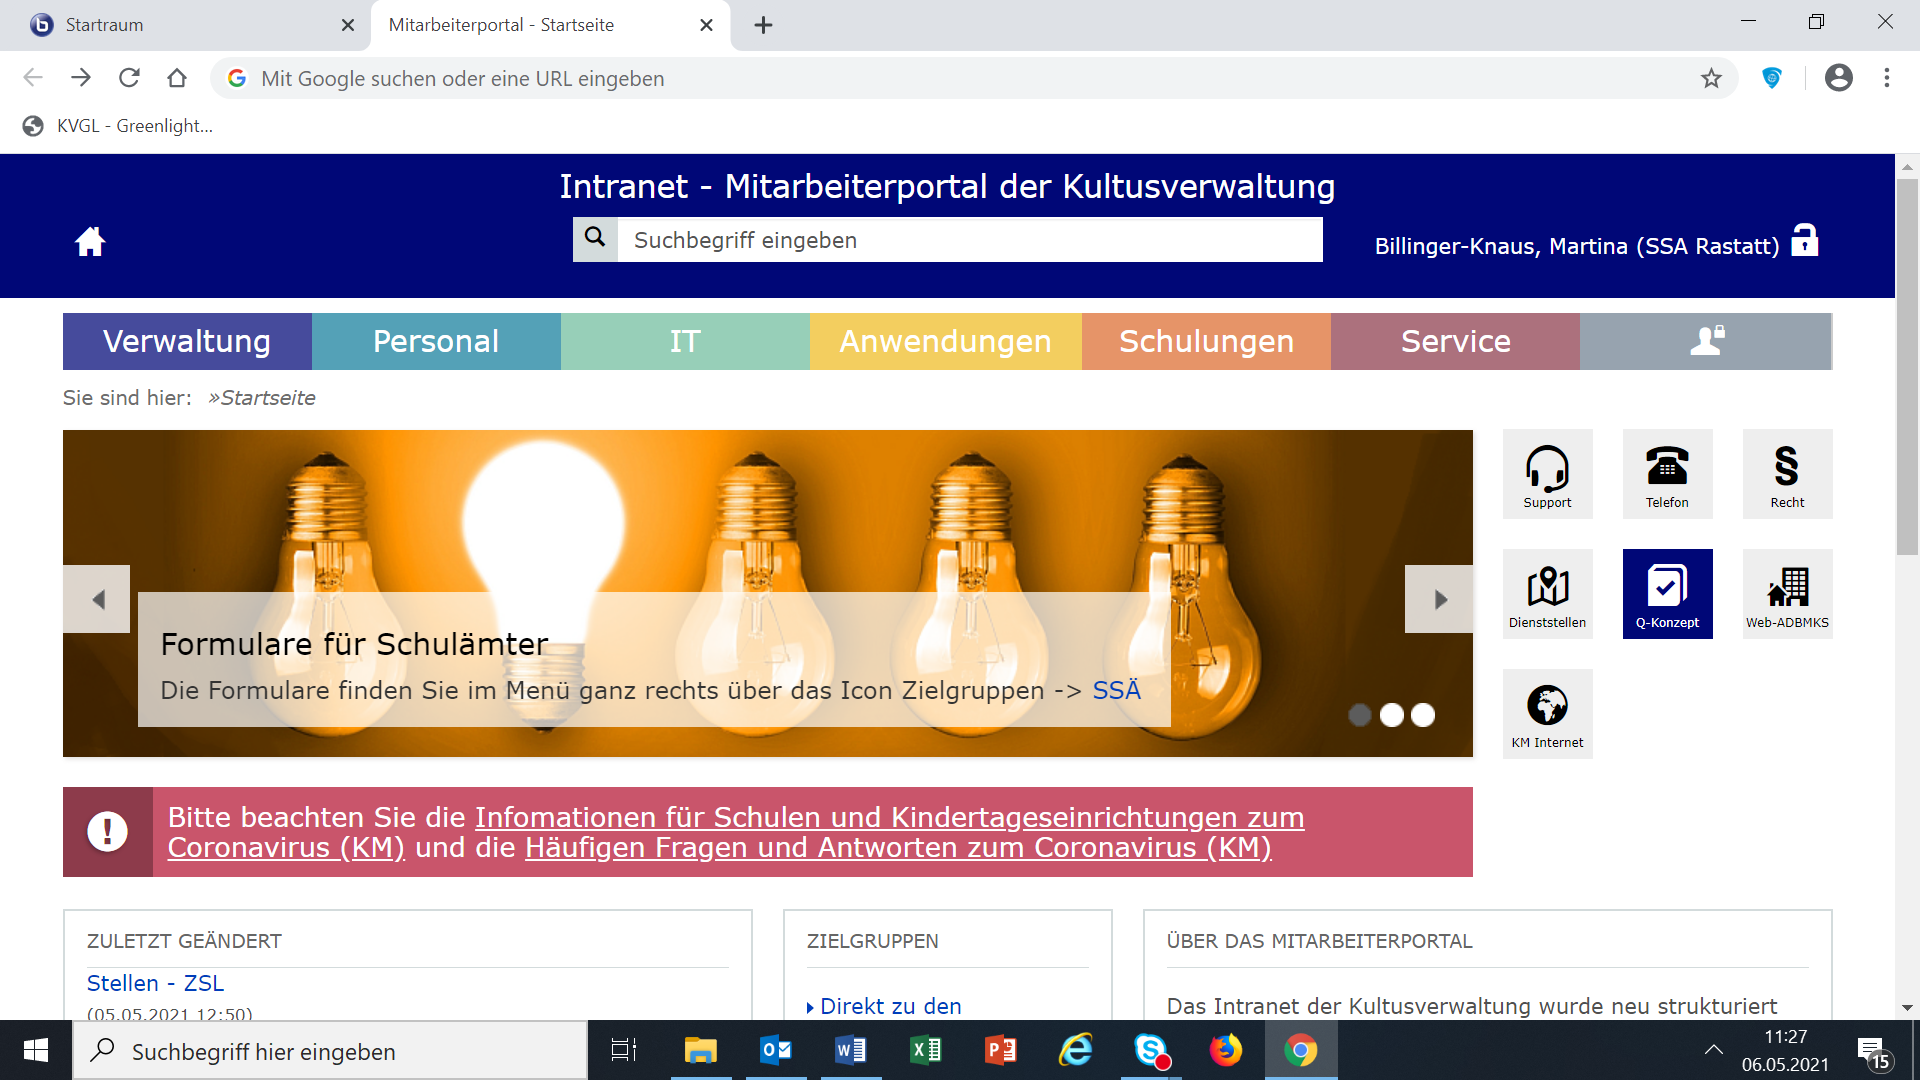 Startraum
Mitarbeiterportal - Startseite
Mit Google suchen oder eine URL eingeben
KVGL - Greenlight...
Intranet - Mitarbeiterportal der Kultusverwaltung
Suchbegriff eingeben
Billinger-Knaus, Martina (SSA Rastatt)
Verwaltung Personal IT Anwendungen Schulungen Service
Sie sind hier: »Startseite
Support Telefon Recht
Dienststellen Q-Konzept Web-ADBMKS
KM Internet
Formulare für Schulämter
Die Formulare finden Sie im Menü ganz rechts über das Icon Zielgruppen -> SSÄ
Bitte beachten Sie die Infomationen für Schulen und Kindertageseinrichtungen zum
Coronavirus (KM) und die Häufigen Fragen und Antworten zum Coronavirus (KM)
ZULETZT GEÄNDERT
Stellen - ZSL
(05.05.2021 12:50)
ZIELGRUPPEN
Direkt zu den
ÜBER DAS MITARBEITERPORTAL
Das Intranet der Kultusverwaltung wurde neu strukturiert
Suchbegriff hier eingeben
11:27
06.05.2021
15